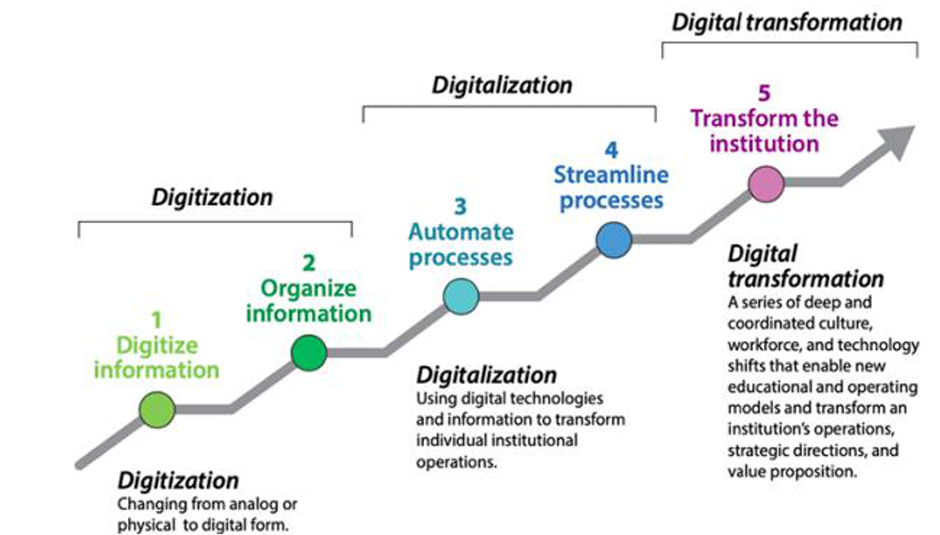 Digital transformation
Digitalization
5
Transform the
institution
4
Streamline
processes
Digitization
3
Automate
processes
2
Organize
information
1
Digitize
information
Digital
transformation
A series of deep and
coordinated culture,
workforce, and technology
shifts that enable new
educational and operating
models and transform an
institution's operations,
strategic directions, and
value proposition.
Digitalization
Using digital technologies
and information to transform
individual institutional
operations.
Digitization
Changing from analog or
physical to digital form.